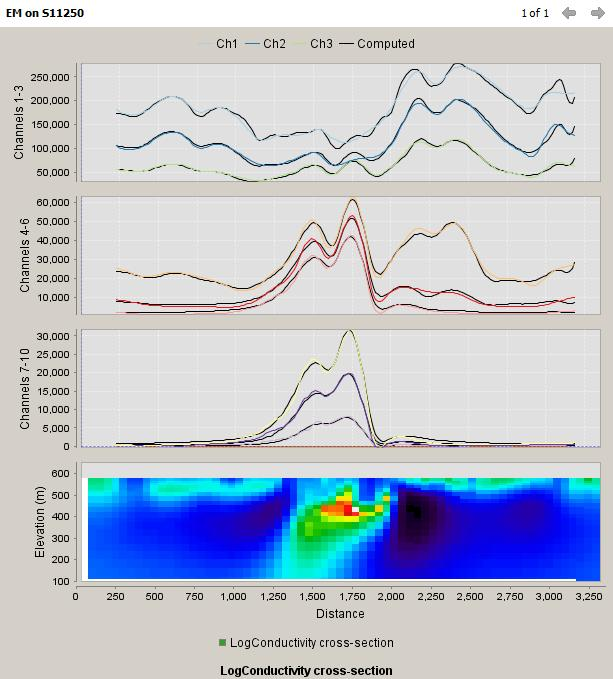 EM on S11250
1 of 1
Ch1 Ch2 Ch3 Computed
Channels 1-3
250,000
200,000
150,000
100,000
50,000
Channels 4-6
60,000
50,000
40,000
30,000
20,000
10,000
Channels 7-10
30,000
25,000
20,000
15,000
10,000
5,000
0
Elevation (m)
600
500
400
300
200
100
0 250 500 750 1,000 1,250 1,500 1,750 2,000 2,250 2,500 2,750 3,000 3,250
Distance
LogConductivity cross-section
LogConductivity cross-section